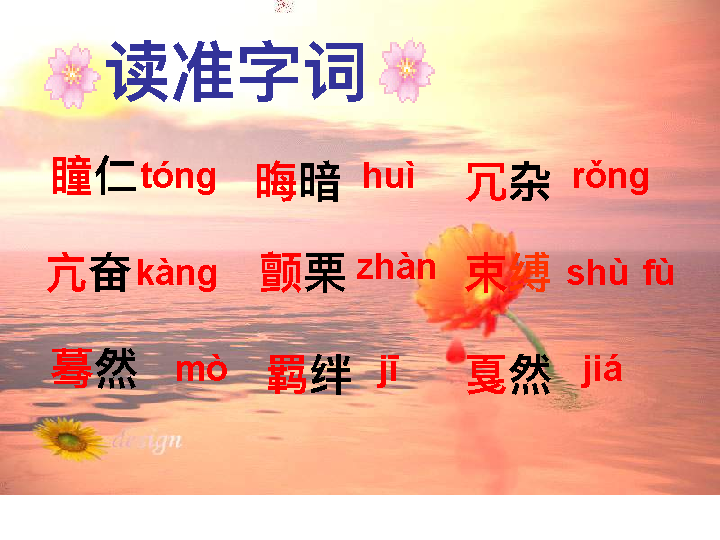 读准字词
瞳仁 tóng 晦暗 huì 冗杂 rǒng
亢奋 kàng 颤栗 zhàn 束缚 shù fù
蓦然 mò 羁绊 jī 戛然 jiá
design